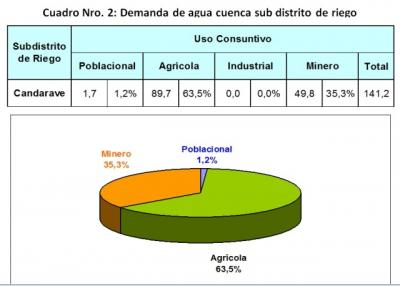 Cuadro Nro. 2: Demanda de agua cuenca sub distrito de riego
Subdistrito de Riego
Uso Consuntivo
Poblacional Agricola Industrial Minero Total
Candarave 1,7 1,2% 89,7 63,5% 0,0 0,0% 49,8 35,3% 141,2
Poblacional
1,2%
Minero
35,3%
Agricola
63,5%